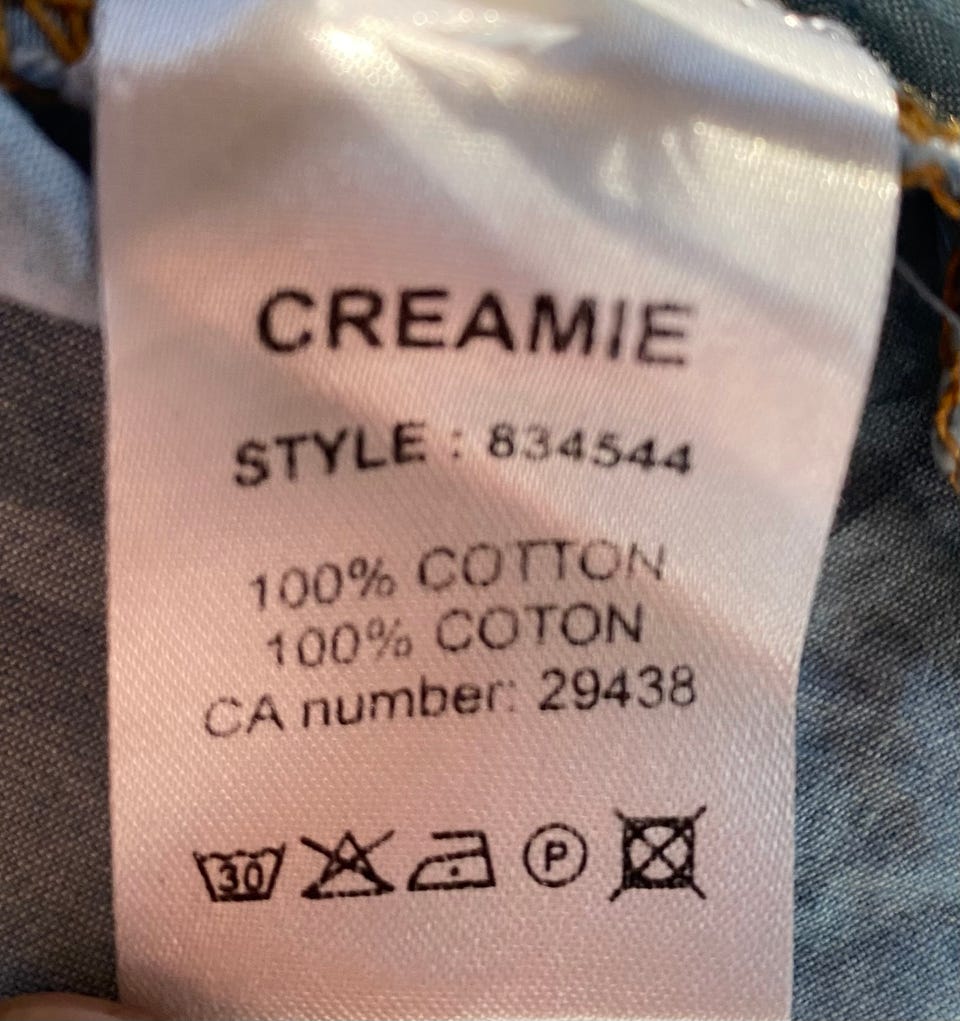 CREAMIE
STYLE : 834544
100% COTTON
100% COTON
CA number: 29438
30 P